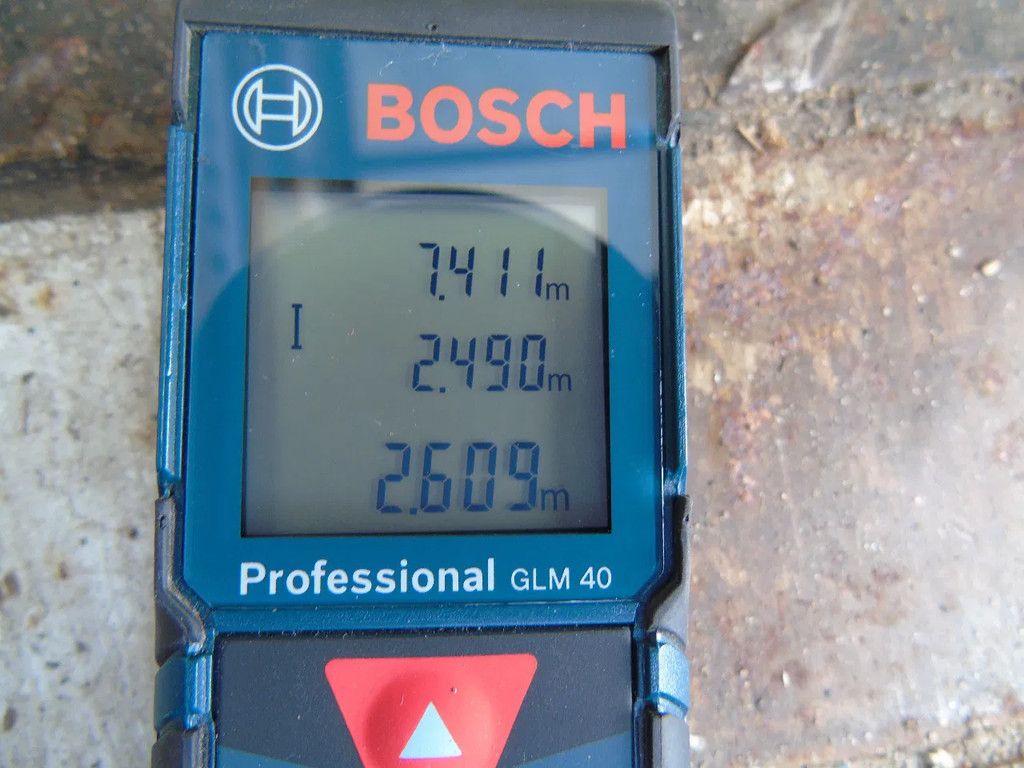 BOSCH
7.411m
2.490m
2.609m
Professional GLM 40